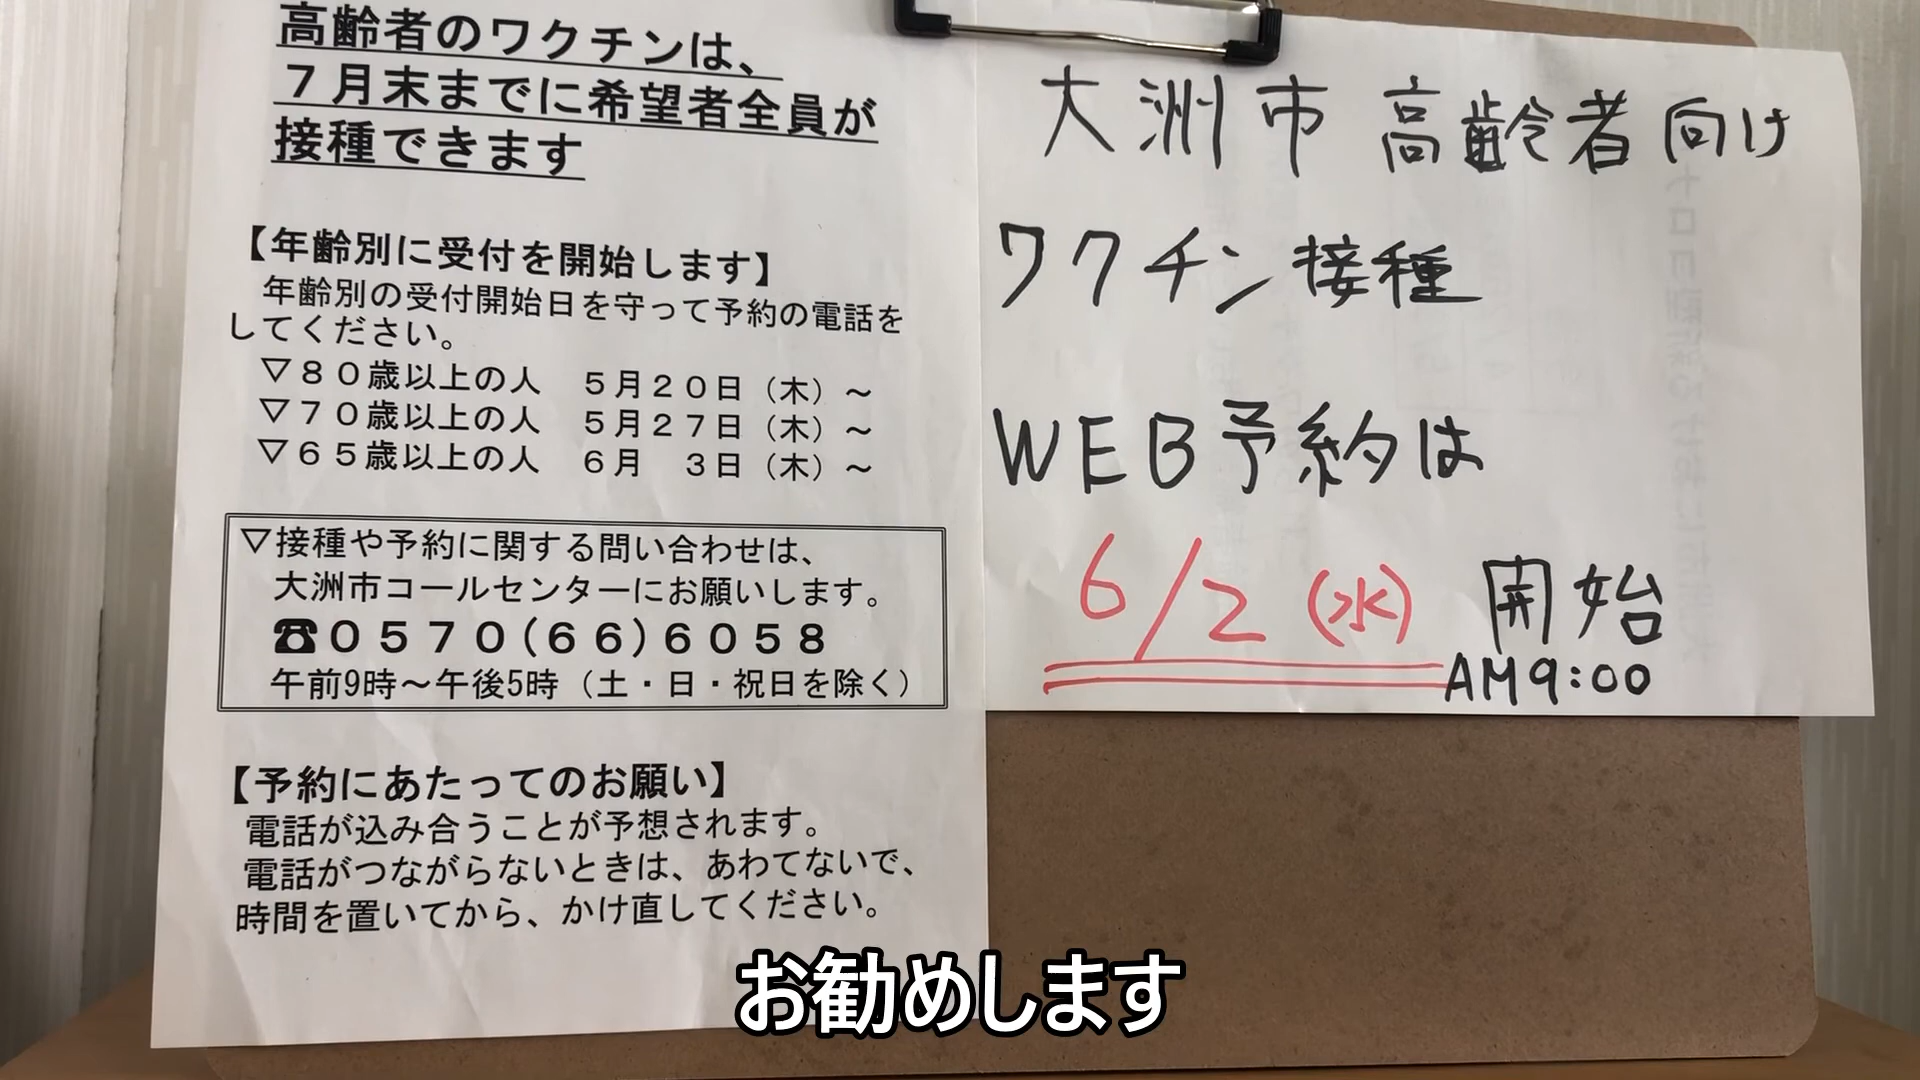 高齢者のワクチンは、
７月末までに希望者全員が
接種できます
【年齢別に受付を開始します】
年齢別の受付開始日を守って予約の電話を
してください。
▽８０歳以上の人　５月２０日（木）～
▽７０歳以上の人　５月２７日（木）～
▽６５歳以上の人　６月　３日（木）～
▽接種や予約に関する問い合わせは、
大洲市コールセンターにお願いします。
☎０５７０(６６)６０５８
午前9時～午後5時（土・日・祝日を除く）
【予約にあたってのお願い】
電話が込み合うことが予想されます。
電話がつながらないときは、あわてないで、
時間を置いてから、かけ直してください。
大洲市高齢者向け
ワクチン接種
WEB予約は
6/2(水)開始
AM9:00
お勧めします